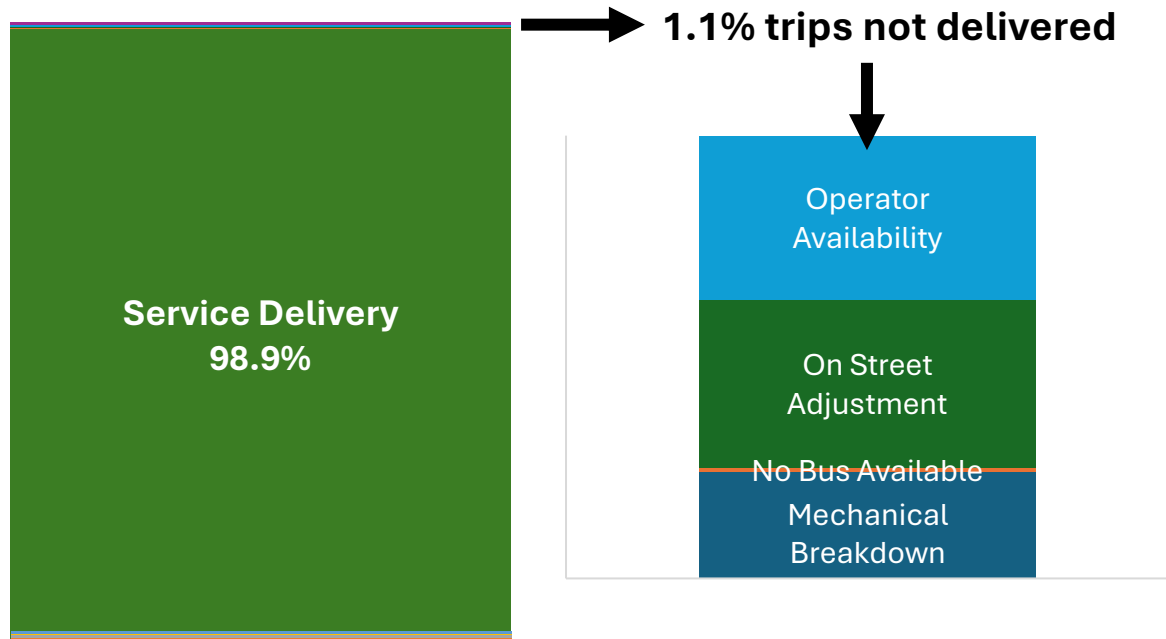 1.1% trips not delivered
Service Delivery
98.9%
Operator
Availability
On Street
Adjustment
No Bus Available
Mechanical
Breakdown